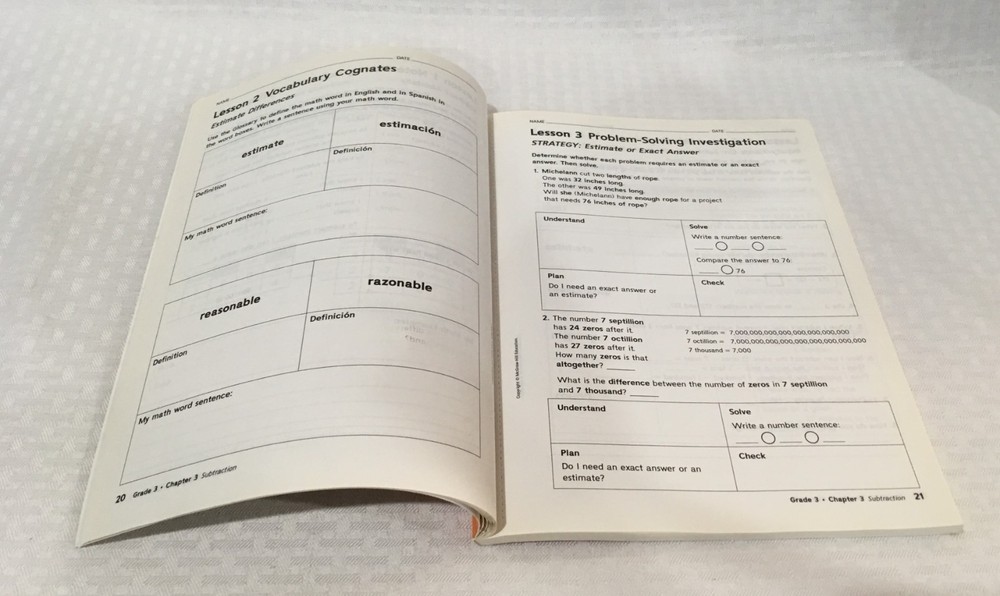 NAME DATE
Lesson 2 Vocabulary Cognates
Estimate Differences
Use the Glossary to define the math word in English and in Spanish in
the word boxes. Write a sentence using your math word.
estimate
estimación
Definition
Definición
My math word sentence:
reasonable
razonable
Definition
Definición
My math word sentence:
20 Grade 3 • Chapter 3 Subtraction
NAME DATE
Lesson 3 Problem-Solving Investigation
STRATEGY: Estimate or Exact Answer
Determine whether each problem requires an estimate or an exact
answer. Then solve.
1. Michelann cut two lengths of rope.
One was 32 inches long.
The other was 49 inches long.
Will she (Michelann) have enough rope for a project
that needs 76 inches of rope?
Understand
Solve
Write a number sentence:
Compare the answer to 76:
76
Plan
Do I need an exact answer or
an estimate?
Check
2. The number 7 septillion
has 24 zeros after it.
The number 7 octillion
has 27 zeros after it.
How many zeros is that
altogether?
7 septillion = 7,000,000,000,000,000,000,000,000
7 octillion = 7,000,000,000,000,000,000,000,000,000
7 thousand = 7,000
What is the difference between the number of zeros in 7 septillion
and 7 thousand?
Understand
Solve
Write a number sentence:
Plan
Do I need an exact answer or an
estimate?
Check
Copyright © McGraw-Hill Education.
Grade 3 • Chapter 3 Subtraction 21